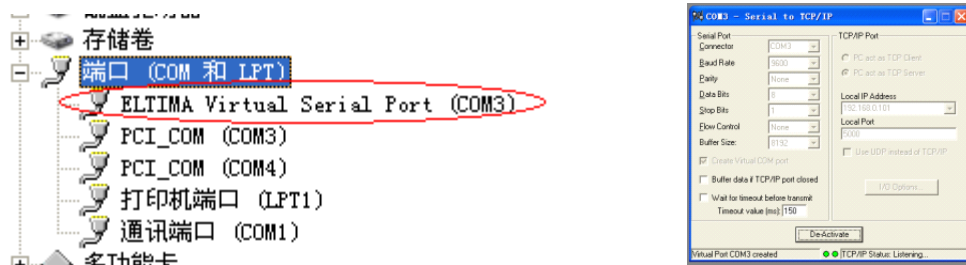 存储卷
端口 (COM 和 LPT)
ELTIMA Virtual Serial Port (COM3)
PCI_COM (COM3)
PCI_COM (COM4)
打印机端口 (LPT1)
通讯端口 (COM1)
多功能卡
COM3 - Serial to TCP/IP
Serial Port
Connector COM3
Baud Rate 9600
Parity None
Data Bits 8
Stop Bits 1
Flow Control None
Buffer Size: 8192
Create Virtual COM port
Buffer data if TCP/IP port closed
Wait for timeout before transmit
Timeout value (ms): 150
TCP/IP Port
PC act as TCP Client
PC act as TCP Server
Local IP Address
192.168.0.101
Local Port
5000
Use UDP instead of TCP/IP
I/O Options...
De-Activate
Virtual Port COM3 created
TCP/IP Status: Listening...